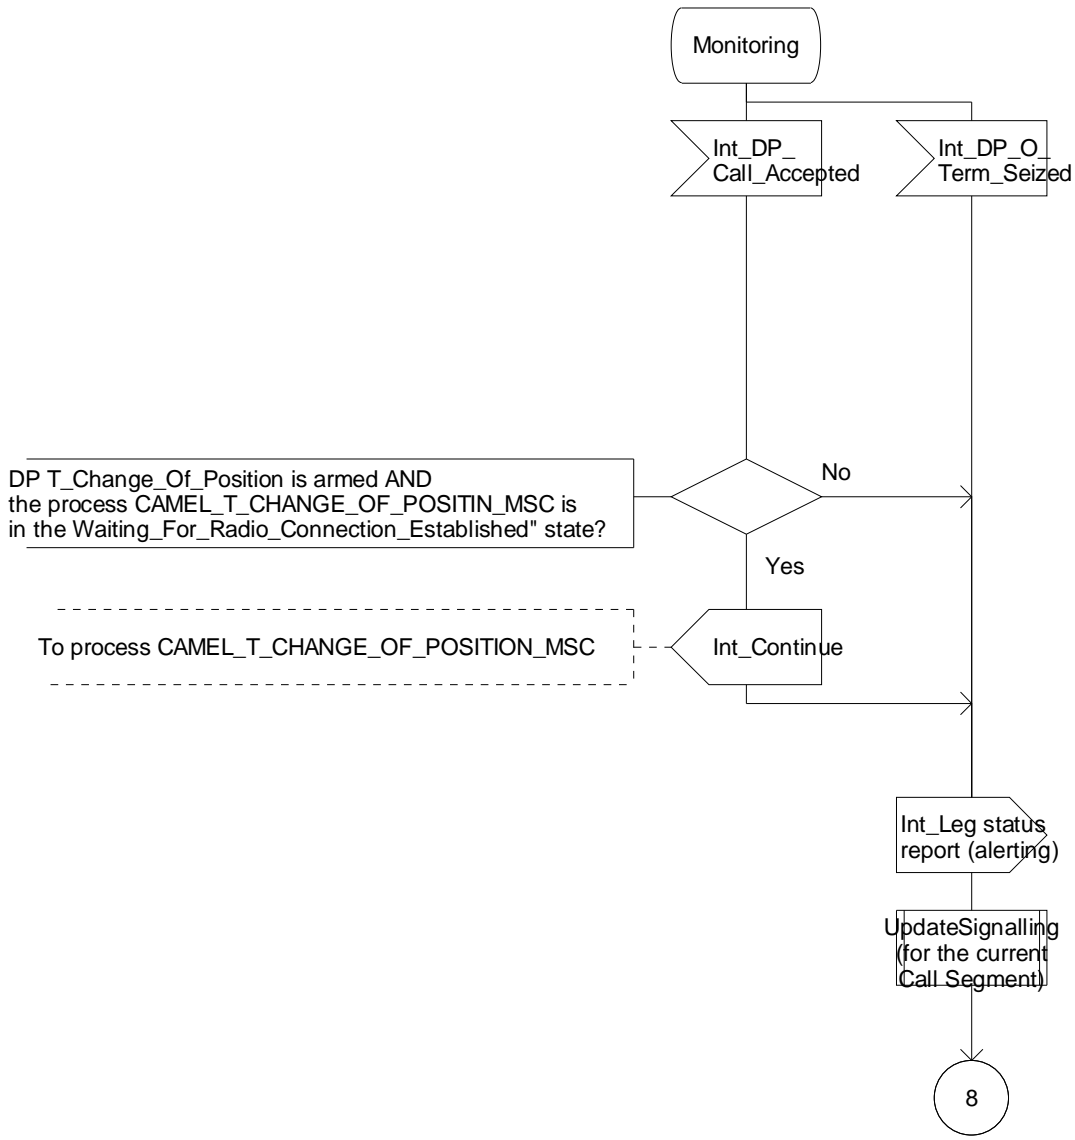 Monitoring
Int_DP_
Call_Accepted
Int_DP_O_
Term_Seized
DP T_Change_Of_Position is armed AND
the process CAMEL_T_CHANGE_OF_POSITIN_MSC is
in the Waiting_For_Radio_Connection_Established" state?
No
Yes
To process CAMEL_T_CHANGE_OF_POSITION_MSC
Int_Continue
Int_Leg status
report (alerting)
UpdateSignalling
(for the current
Call Segment)
8